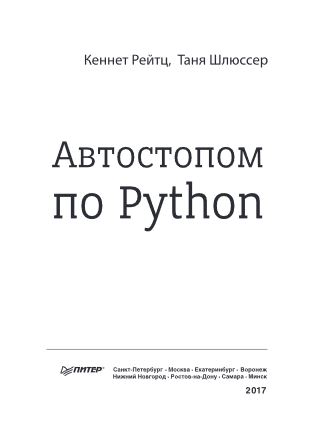 Кеннет Рейтц, Таня Шлюссер
Автостопом
по Python
ПИТЕР®
Санкт-Петербург • Москва • Екатеринбург • Воронеж
Нижний Новгород • Ростов-на-Дону • Самара • Минск
2017